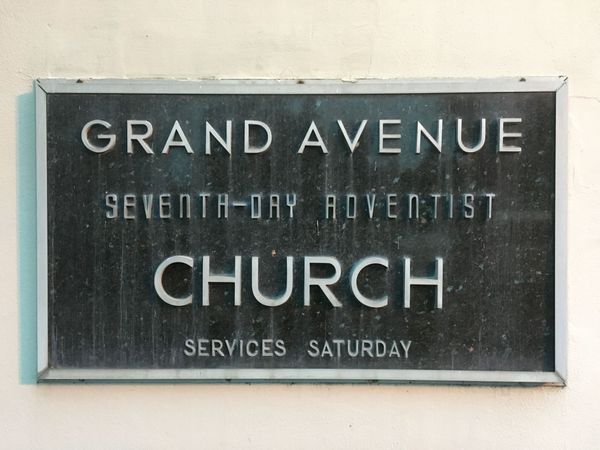 GRAND AVENUE
SEVENTH-DAY ADVENTIST
CHURCH
SERVICES SATURDAY